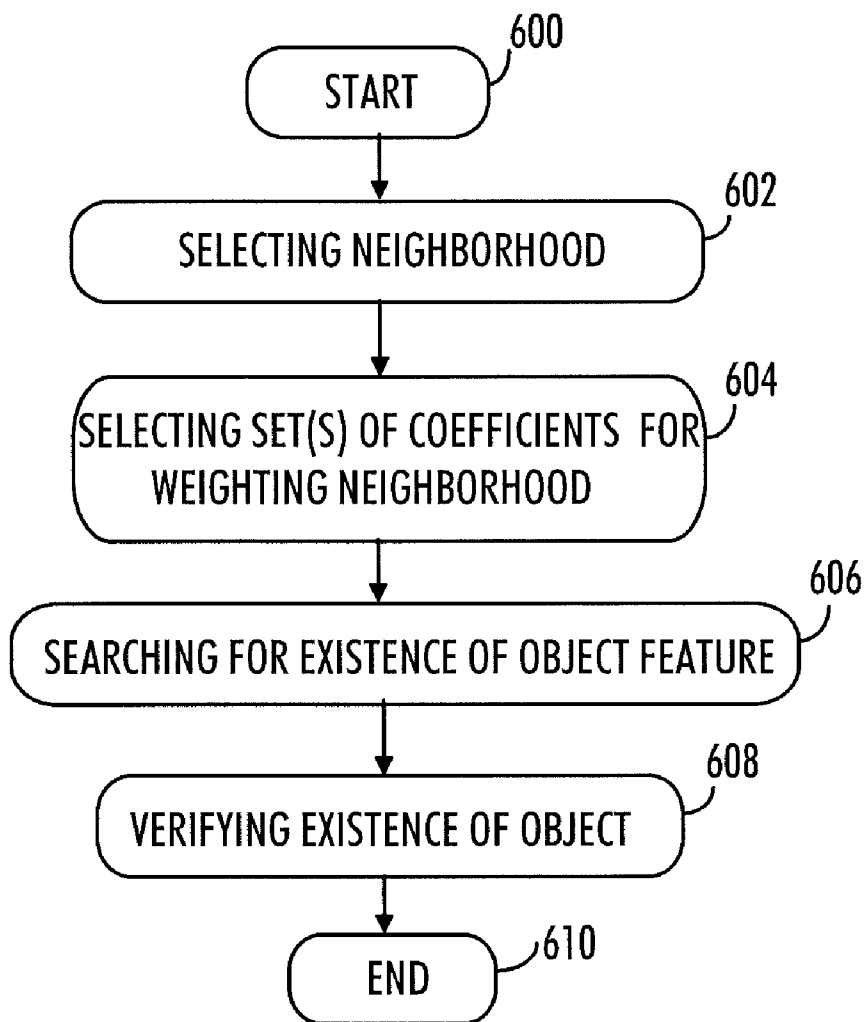 600
START
602
SELECTING NEIGHBORHOOD
604
SELECTING SET(S) OF COEFFICIENTS FOR
WEIGHTING NEIGHBORHOOD
606
SEARCHING FOR EXISTENCE OF OBJECT FEATURE
608
VERIFYING EXISTENCE OF OBJECT
610
END